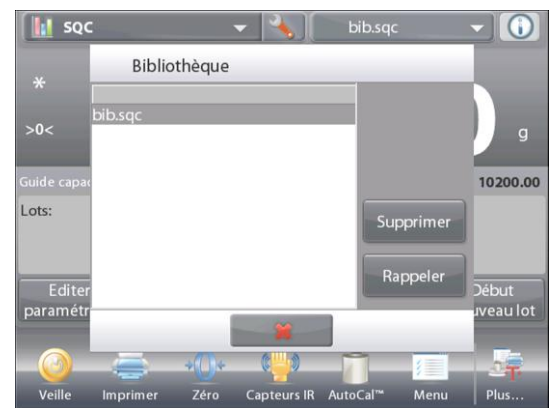 SQC bib.sqc
Bibliothèque
*
bib.sqc
>0<
g
Guide capac 10200.00
Lots:
Supprimer
Rappeler
Editer Début
paramétr uveau lot
Veille Imprimer Zéro Capteurs IR AutoCal™ Menu Plus...